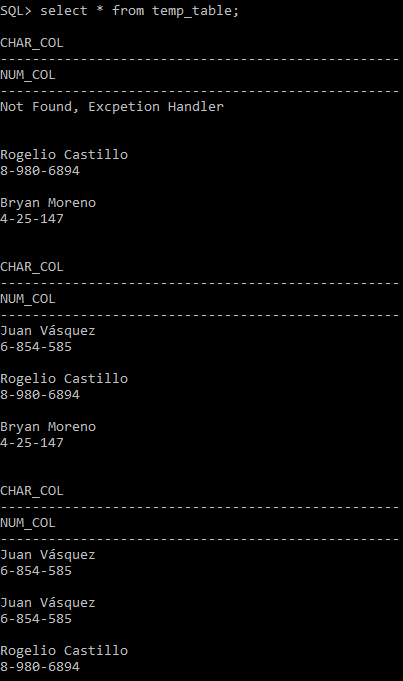 SQL> select * from temp_table;
CHAR_COL
--------------------------------------------------
NUM_COL
--------------------------------------------------
Not Found, Excpetion Handler
Rogelio Castillo
8-980-6894
Bryan Moreno
4-25-147
CHAR_COL
--------------------------------------------------
NUM_COL
--------------------------------------------------
Juan Vásquez
6-854-585
Rogelio Castillo
8-980-6894
Bryan Moreno
4-25-147
CHAR_COL
--------------------------------------------------
NUM_COL
--------------------------------------------------
Juan Vásquez
6-854-585
Juan Vásquez
6-854-585
Rogelio Castillo
8-980-6894